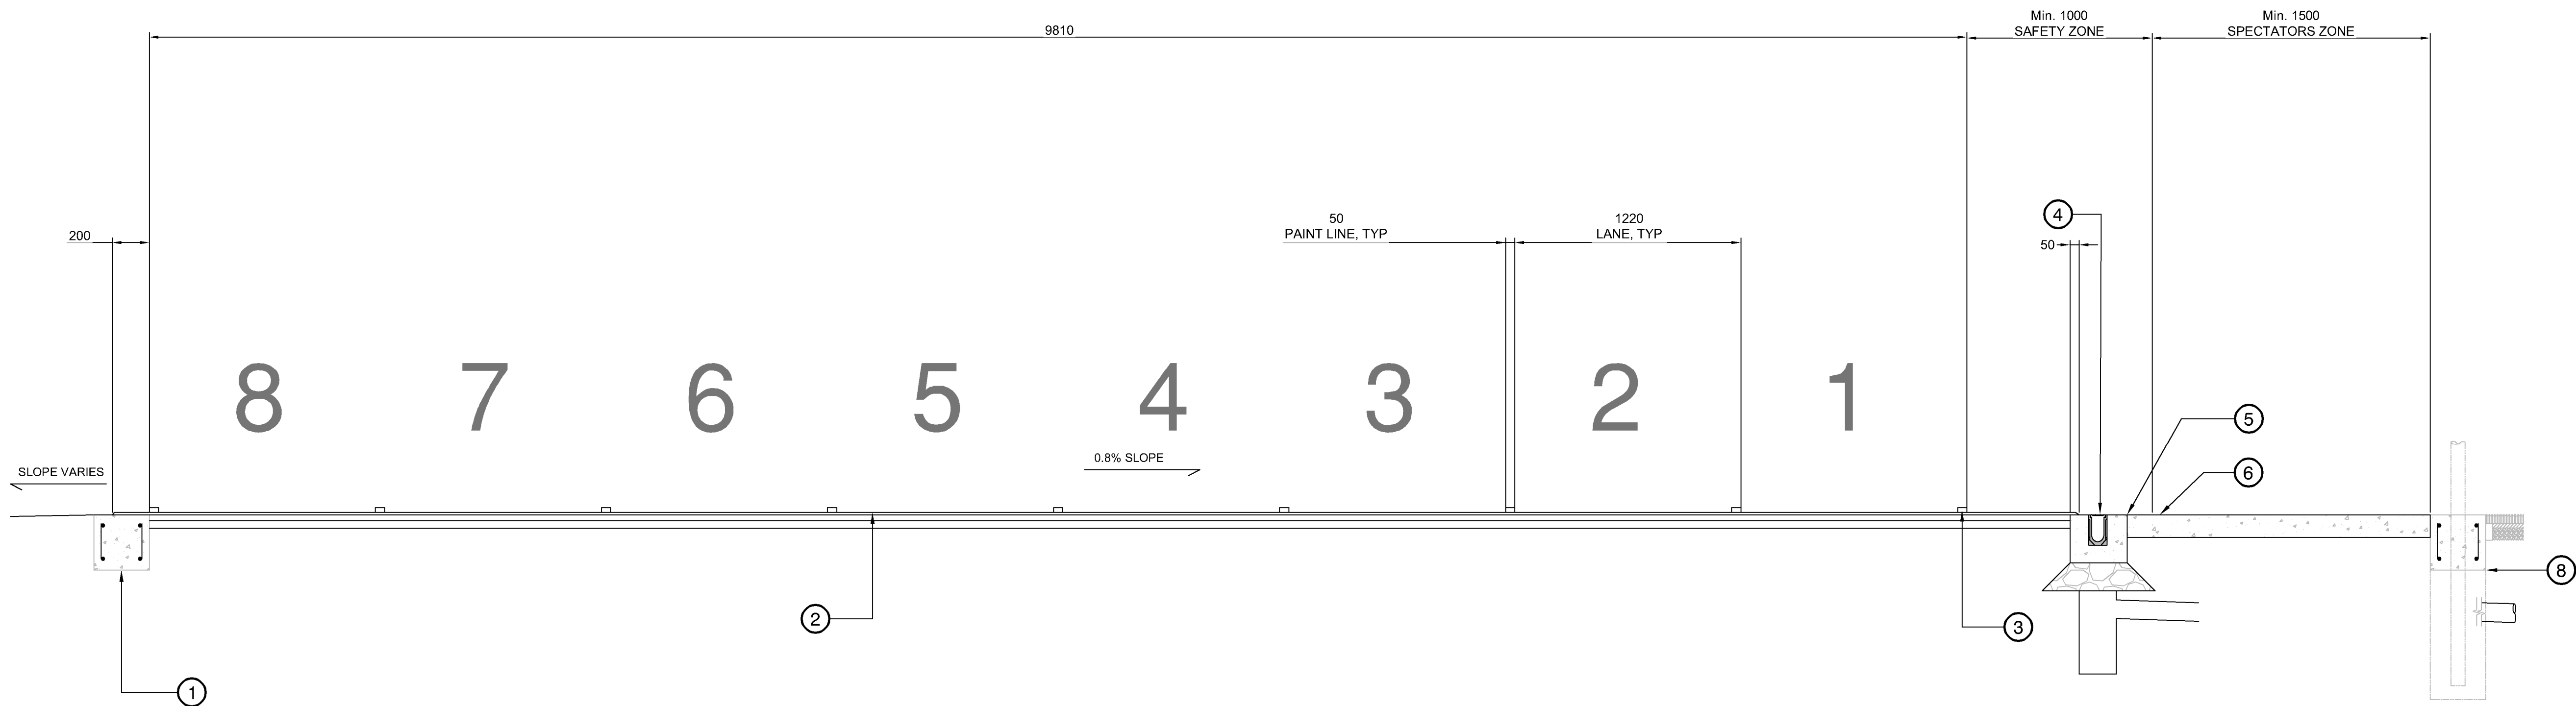 Min. 1000
SAFETY ZONE
Min. 1500
SPECTATORS ZONE
9810
200
50
PAINT LINE, TYP
1220
LANE, TYP
4
50
8 7 6 5 4 3 2 1
5
0.8% SLOPE
SLOPE VARIES
6
8
2
3
1